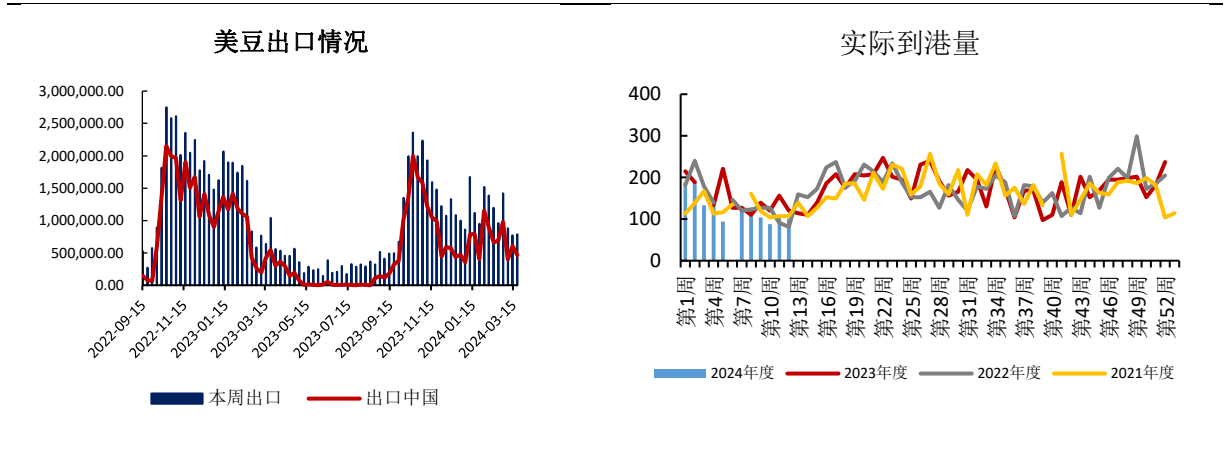 美豆出口情况
3,000,000.00
2,500,000.00
2,000,000.00
1,500,000.00
1,000,000.00
500,000.00
0.00
2022-09-15
2022-11-15
2023-01-15
2023-03-15
2023-05-15
2023-07-15
2023-09-15
2023-11-15
2024-01-15
2024-03-15
本周出口
出口中国
实际到港量
400
300
200
100
0
第1周
第4周
第7周
第10周
第13周
第16周
第19周
第22周
第25周
第28周
第31周
第34周
第37周
第40周
第43周
第46周
第49周
第52周
2024年度
2023年度
2022年度
2021年度